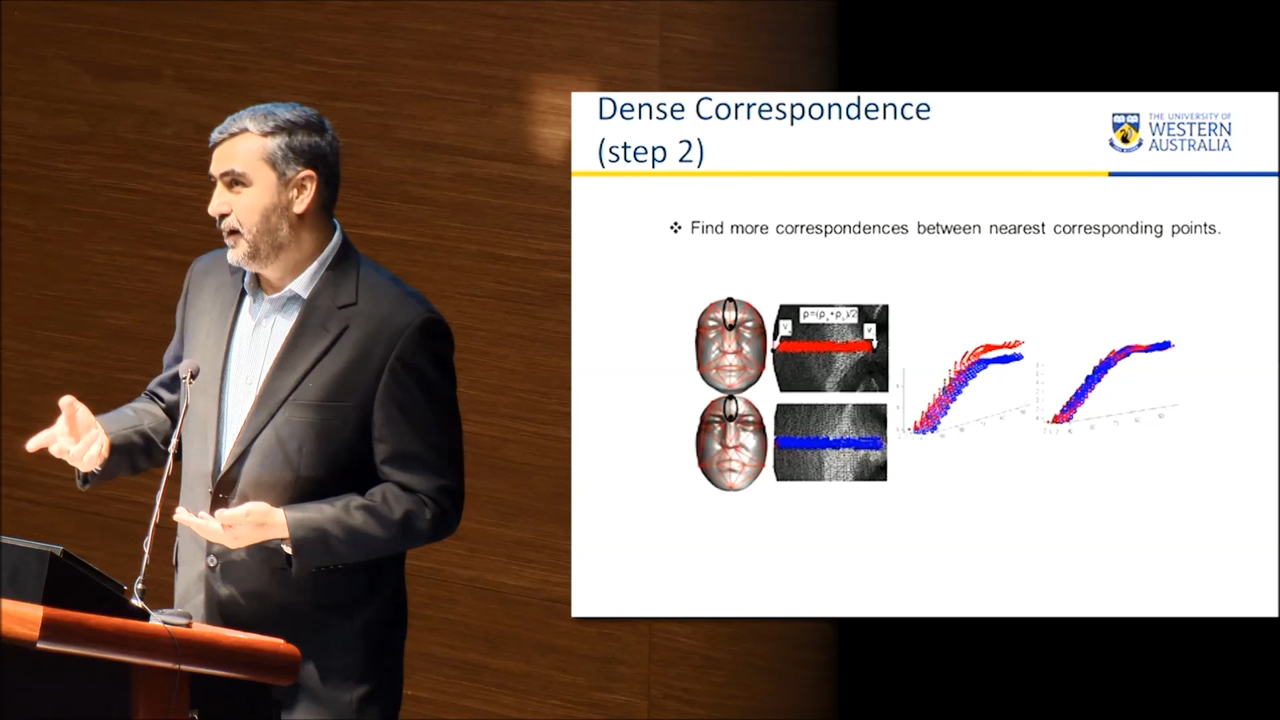 Dense Correspondence
(step 2)
THE UNIVERSITY OF
WESTERN
AUSTRALIA
❖ Find more correspondences between nearest corresponding points.